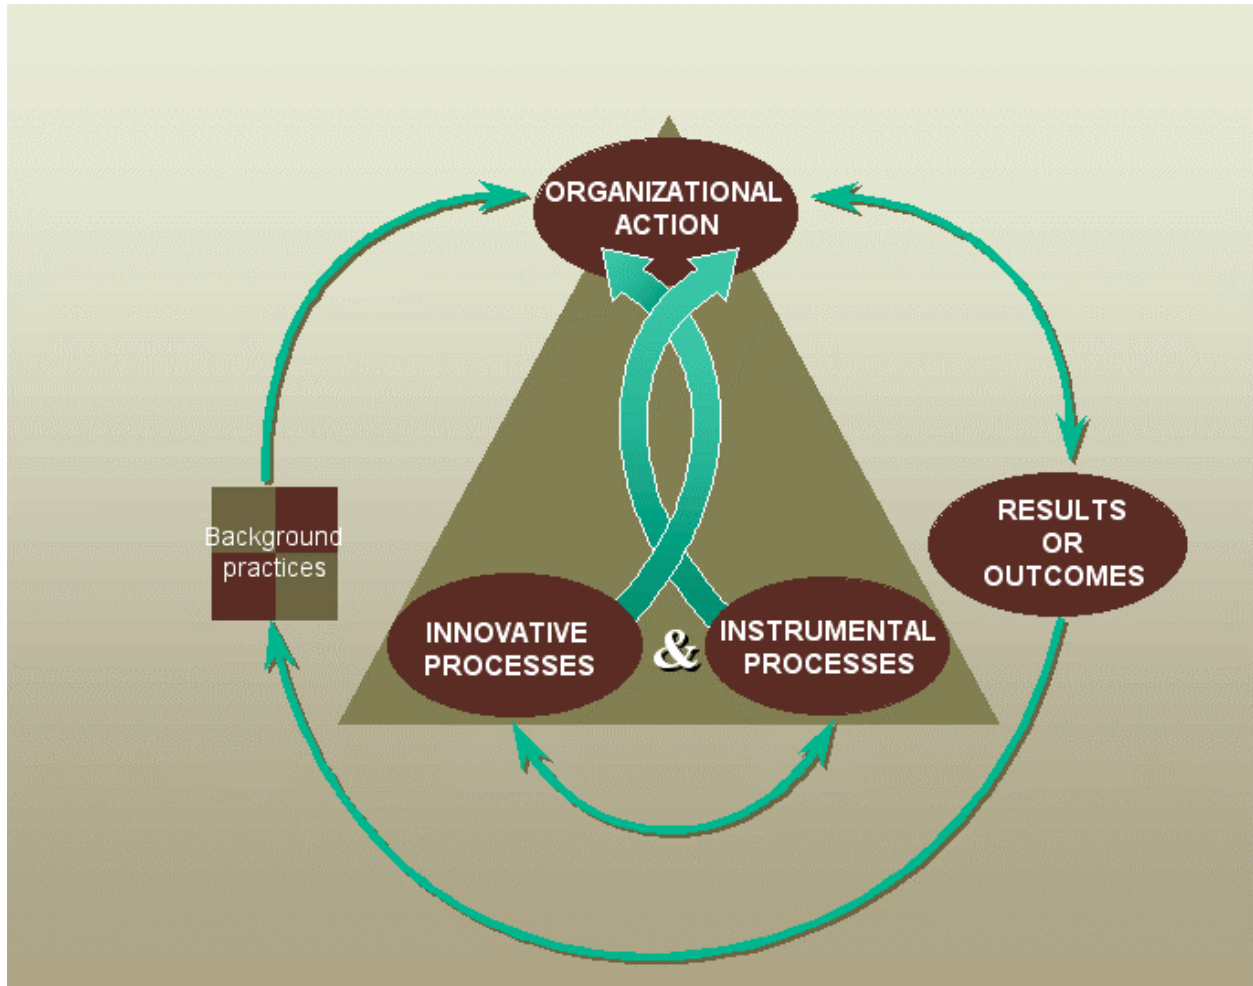 ORGANIZATIONAL
ACTION
RESULTS
OR
OUTCOMES
Background
practices
INNOVATIVE
PROCESSES
&
INSTRUMENTAL
PROCESSES